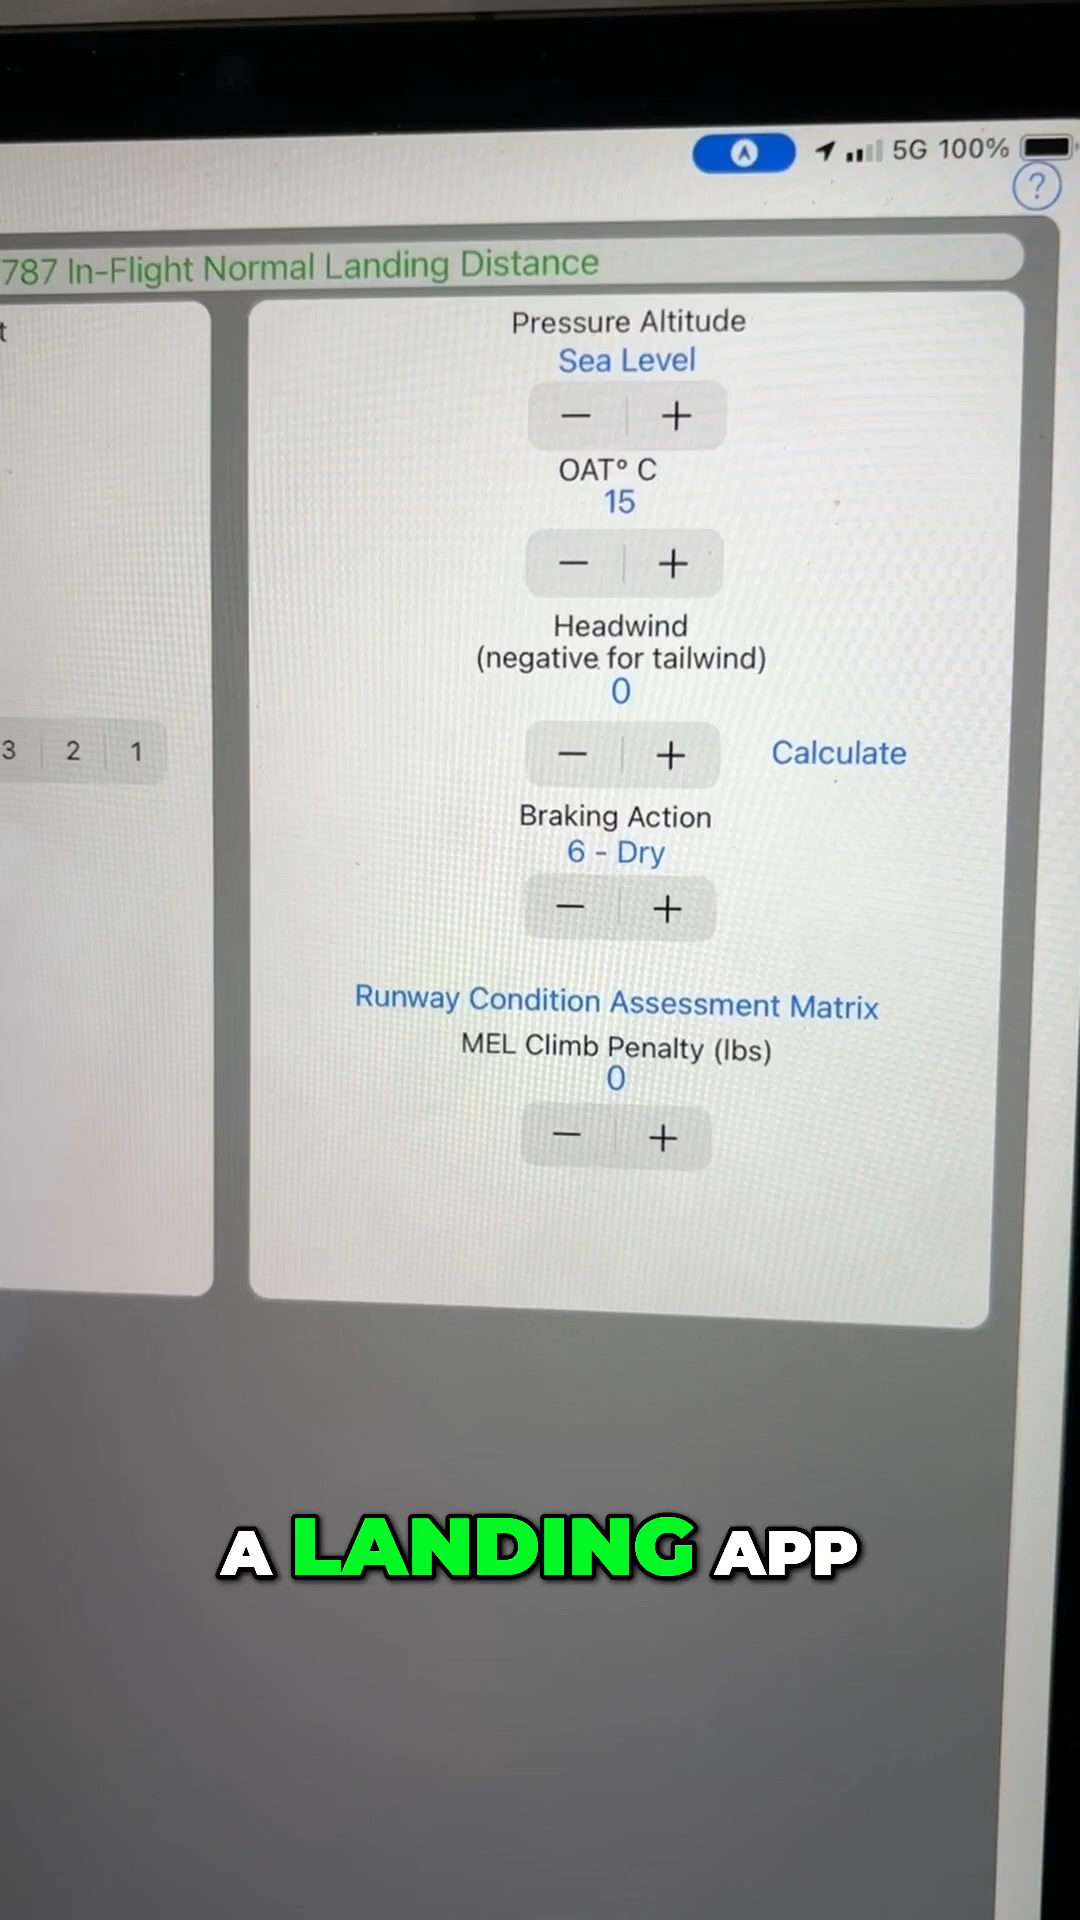 5G 100%
?
787 In-Flight Normal Landing Distance
t
Pressure Altitude
Sea Level
− +
OAT° C
15
− +
Headwind
(negative for tailwind)
0
3 2 1
− +
Calculate
Braking Action
6 - Dry
− +
Runway Condition Assessment Matrix
MEL Climb Penalty (lbs)
0
− +
A LANDING APP